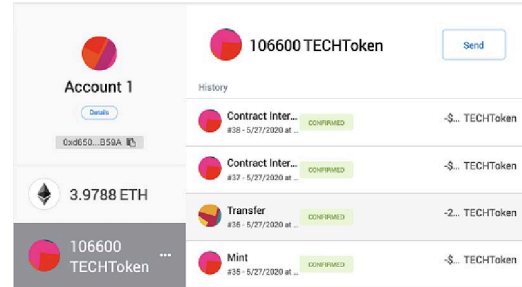 Account 1
Details
0xd650...B59A
3.9788 ETH
106600
TECHToken
106600 TECHToken
Send
History
Contract Inter... CONFIRMED -$... TECHToken
#38 - 5/27/2020 at ...
Contract Inter... CONFIRMED -$... TECHToken
#37 - 5/27/2020 at ...
Transfer CONFIRMED -2... TECHToken
#36 - 5/27/2020 at ...
Mint CONFIRMED -$... TECHToken
#35 - 5/27/2020 at ...